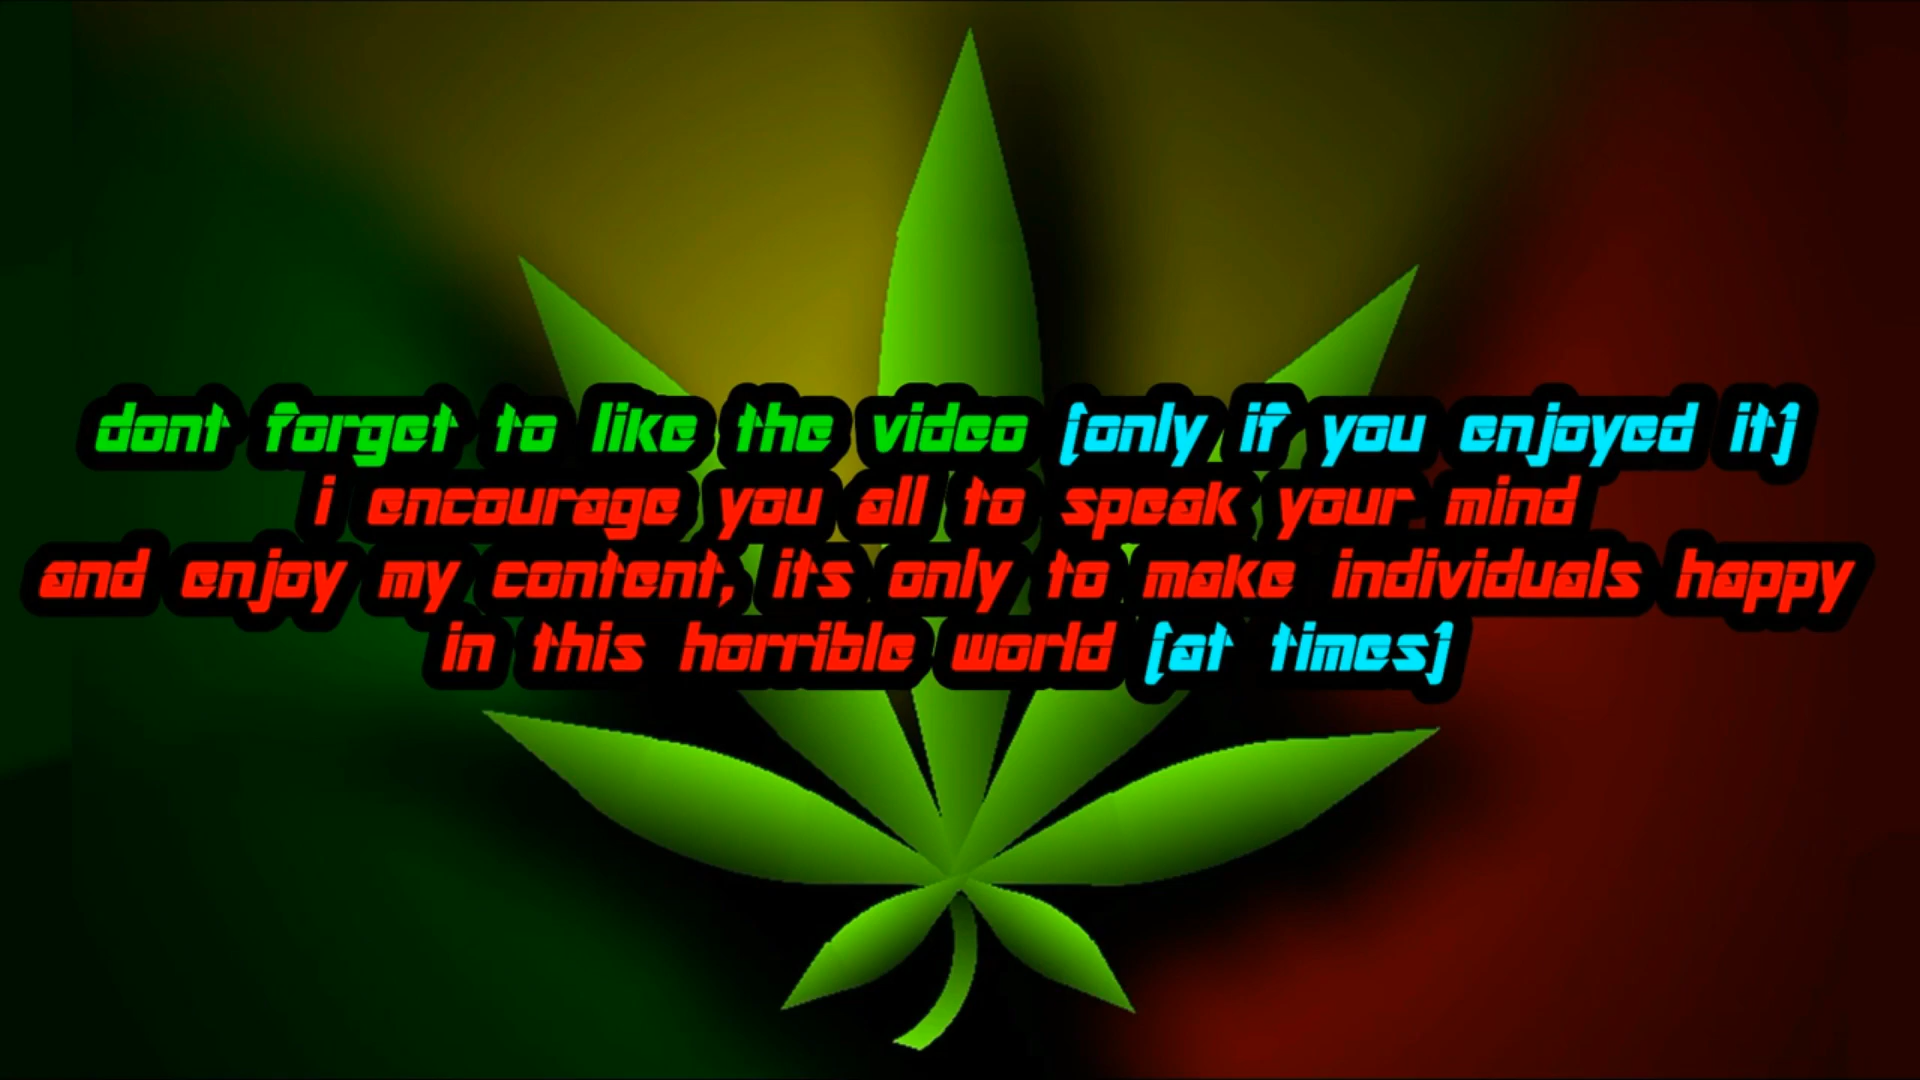 dont forget to like the video (only if you enjoyed it)
i encourage you all to speak your mind
and enjoy my content, its only to make individuals happy
in this horrible world (at times)